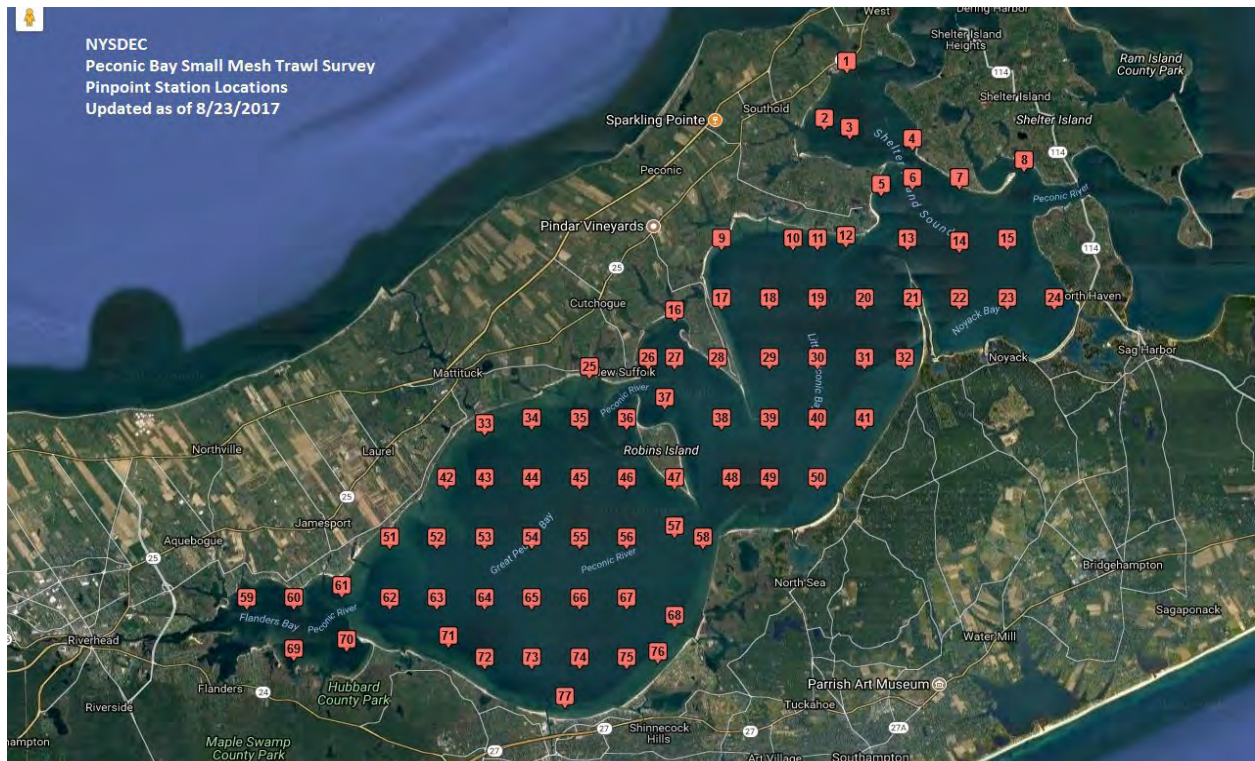 NYSDEC
Peconic Bay Small Mesh Trawl Survey
Pinpoint Station Locations
Updated as of 8/23/2017
West
Dering Harbor
Shelter Island
Heights
Ram Island
County Park
114
1
Southold
Shelter Island
Sparkling Pointe
2
3
Shelter Island
4
114
8
Peconic
5
6
7
Peconic River
Shelter Island Sound
Pindar Vineyards
9
10
11
12
13
14
15
114
25
Cutchogue
16
17
18
19
20
21
22
23
24
orth Haven
Noyack Bay
25
New Suffolk
26
27
28
29
30
31
32
Little Peconic Bay
Noyack
Sag Harbor
Mattituck
Peconic River
37
33
34
35
36
38
39
40
41
Northville
Laurel
Robins Island
42
43
44
45
46
47
48
49
50
25
Jamesport
Great Peconic Bay
57
51
52
53
54
55
56
58
Aquebogue
25
Peconic River
Bridgehampton
North Sea
61
59
60
62
63
64
65
66
67
68
Sagaponack
Flanders Bay
Peconic River
Riverhead
70
71
Water Mill
69
72
73
74
75
76
Flanders
24
Hubbard
County Park
77
Parrish Art Museum
Riverside
Tuckahoe
Shinnecock
Hills
27
27
27A
hampton
Maple Swamp
County Park
27
Art Village
Southampton